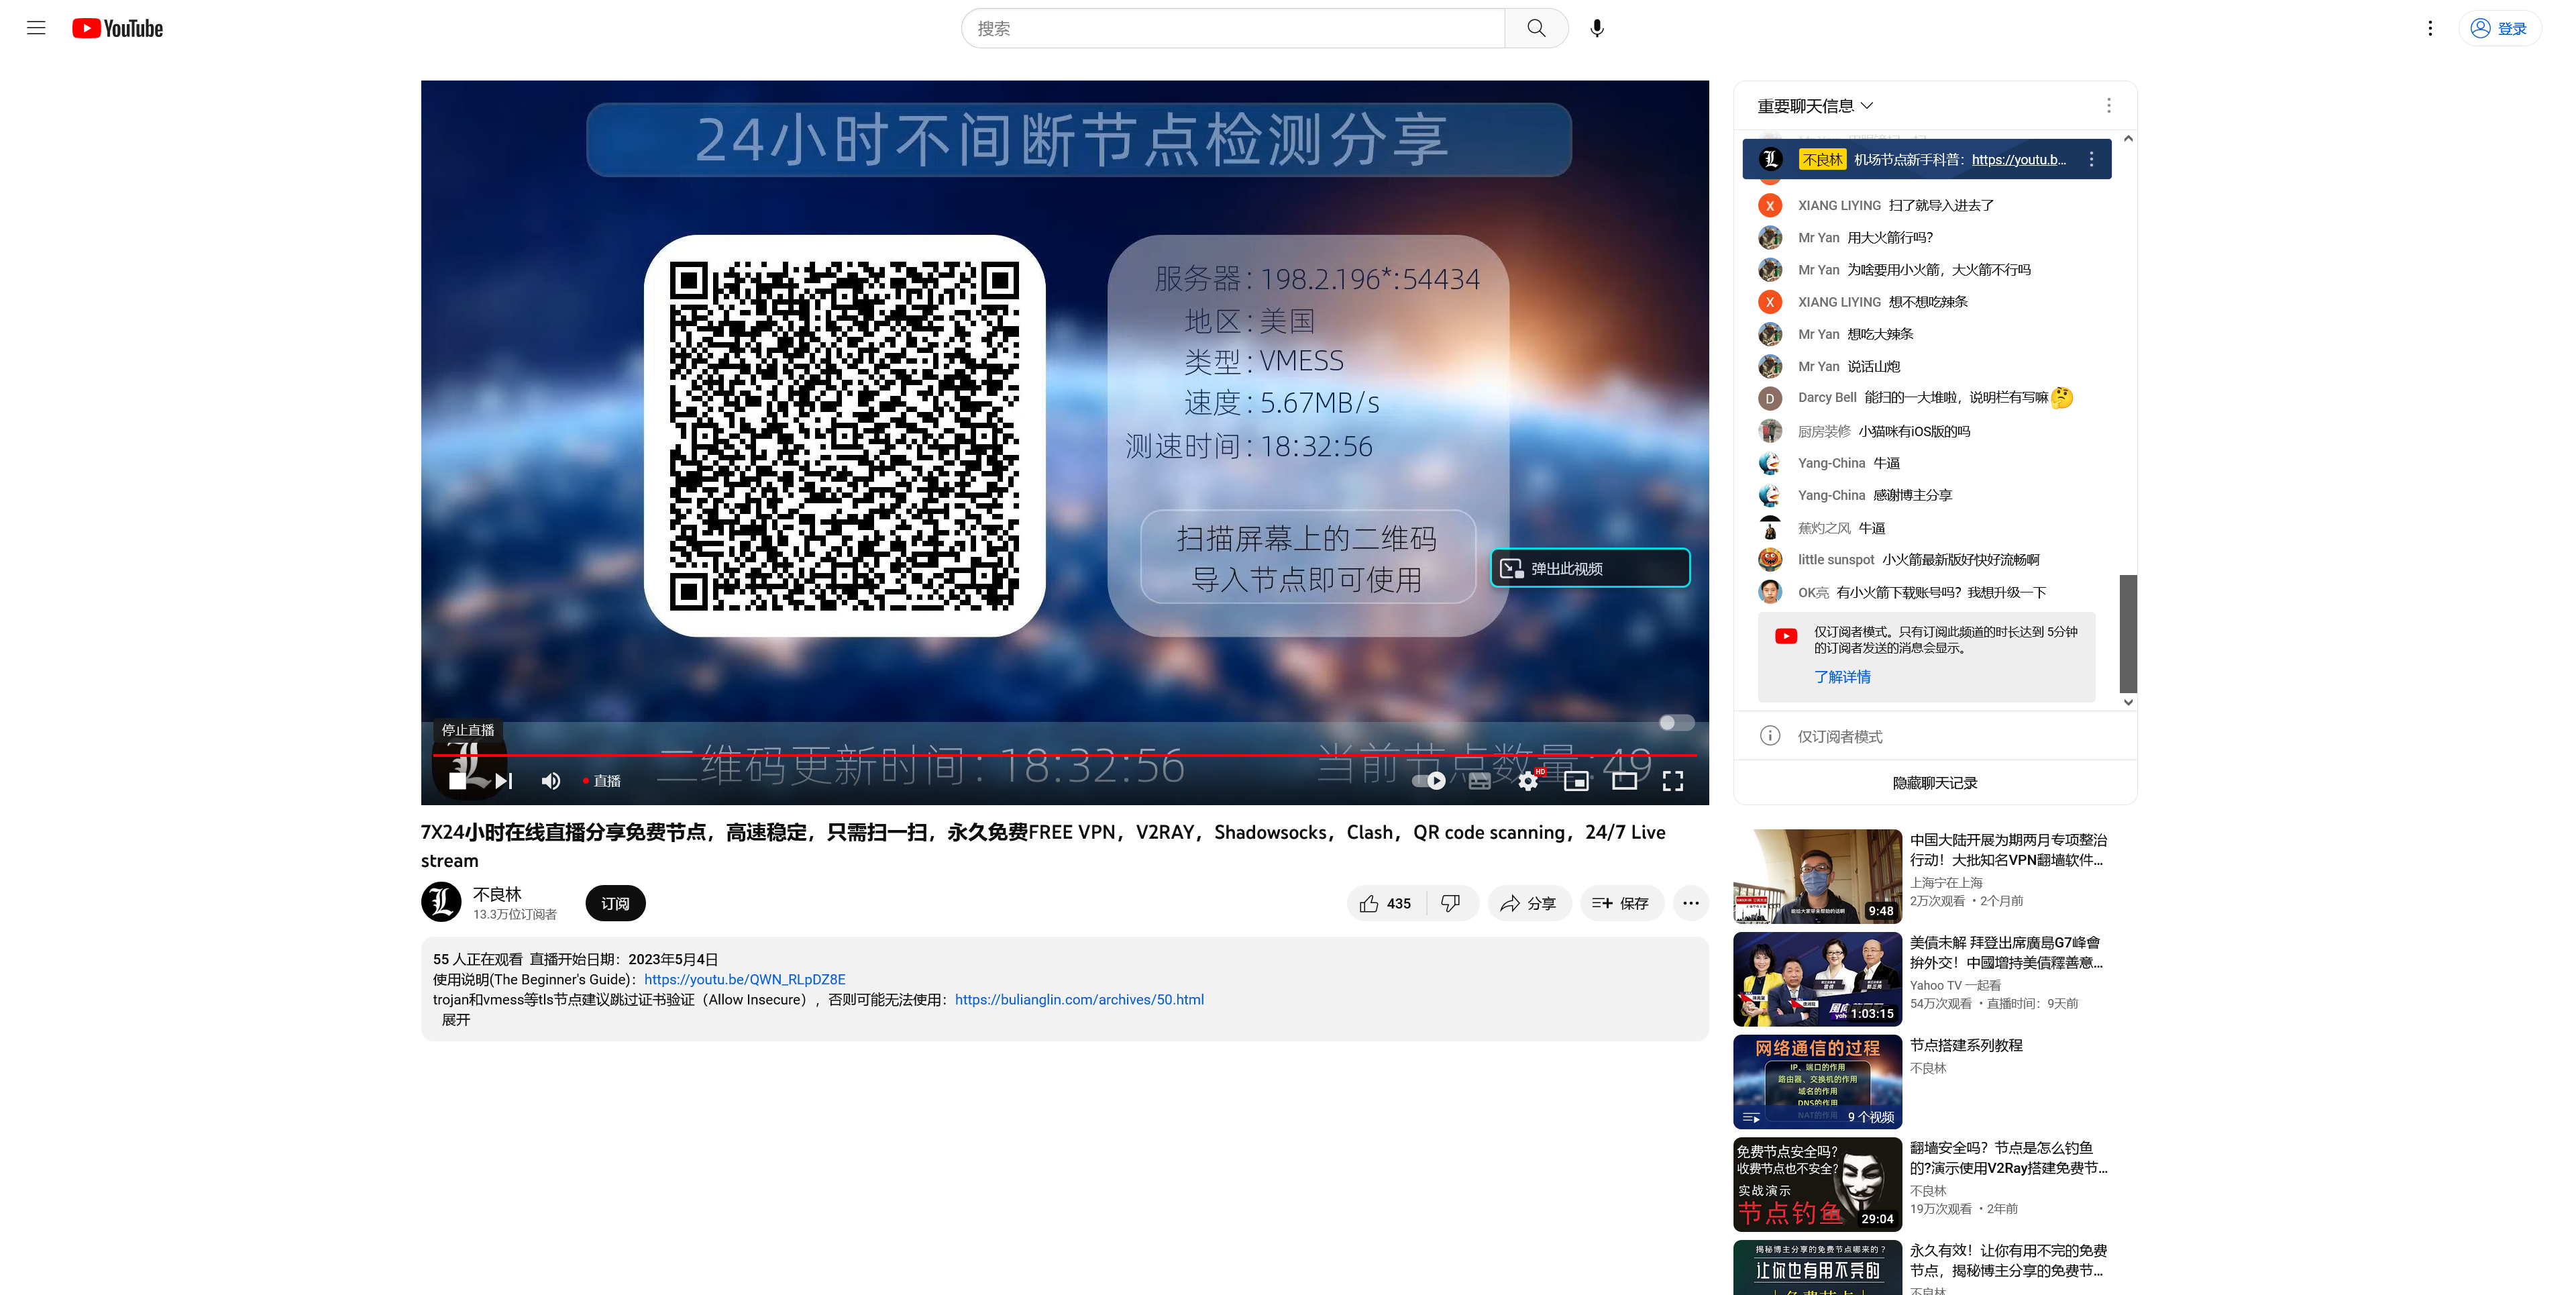 YouTube
搜索
登录
24小时不间断节点检测分享
服务器：198.2.196*:54434
地区：美国
类型：VMESS
速度：5.67MB/s
测速时间：18:32:56
扫描屏幕上的二维码
导入节点即可使用
弹出此视频
停止直播
二维码更新时间：18:32:56
当前节点数量：49
直播
HD
7X24小时在线直播分享免费节点，高速稳定，只需扫一扫，永久免费FREE VPN，V2RAY，Shadowsocks，Clash，QR code scanning，24/7 Live
stream
不良林
13.3万位订阅者
订阅
435
分享
保存
55 人正在观看 直播开始日期：2023年5月4日
使用说明(The Beginner's Guide)：https://youtu.be/QWN_RLpDZ8E
trojan和vmess等tls节点建议跳过证书验证（Allow Insecure），否则可能无法使用：https://bulianglin.com/archives/50.html
展开
重要聊天信息
不良林 机场节点新手科普：https://youtu.b...
XIANG LIYING 扫了就导入进去了
Mr Yan 用大火箭行吗？
Mr Yan 为啥要用小火箭，大火箭不行吗
XIANG LIYING 想不想吃辣条
Mr Yan 想吃大辣条
Mr Yan 说话山炮
Darcy Bell 能扫的一大堆啦，说明栏有写嘛🤔
厨房装修 小猫咪有iOS版的吗
Yang-China 牛逼
Yang-China 感谢博主分享
蕉灼之风 牛逼
little sunspot 小火箭最新版好快好流畅啊
OK亮 有小火箭下载账号吗？我想升级一下
仅订阅者模式。只有订阅此频道的时长达到 5分钟
的订阅者发送的消息会显示。
了解详情
仅订阅者模式
隐藏聊天记录
9:48
中国大陆开展为期两月专项整治
行动！大批知名VPN翻墙软件...
上海宁在上海
2万次观看 • 2个月前
1:03:15
美債未解 拜登出席廣島G7峰會
拚外交！中國增持美債釋善意...
Yahoo TV 一起看
54万次观看 • 直播时间：9天前
网络通信的过程
IP、端口的作用
路由器、交换机的作用
域名的作用
DNS的作用
NAT的作用
9 个视频
节点搭建系列教程
不良林
免费节点安全吗？
收费节点也不安全？
实战演示
节点钓鱼
29:04
翻墙安全吗？节点是怎么钓鱼
的?演示使用V2Ray搭建免费节...
不良林
19万次观看 • 2年前
揭秘博主分享的免费节点哪来的？
让你也有用不完的
永久有效！让你有用不完的免费
节点，揭秘博主分享的免费节...